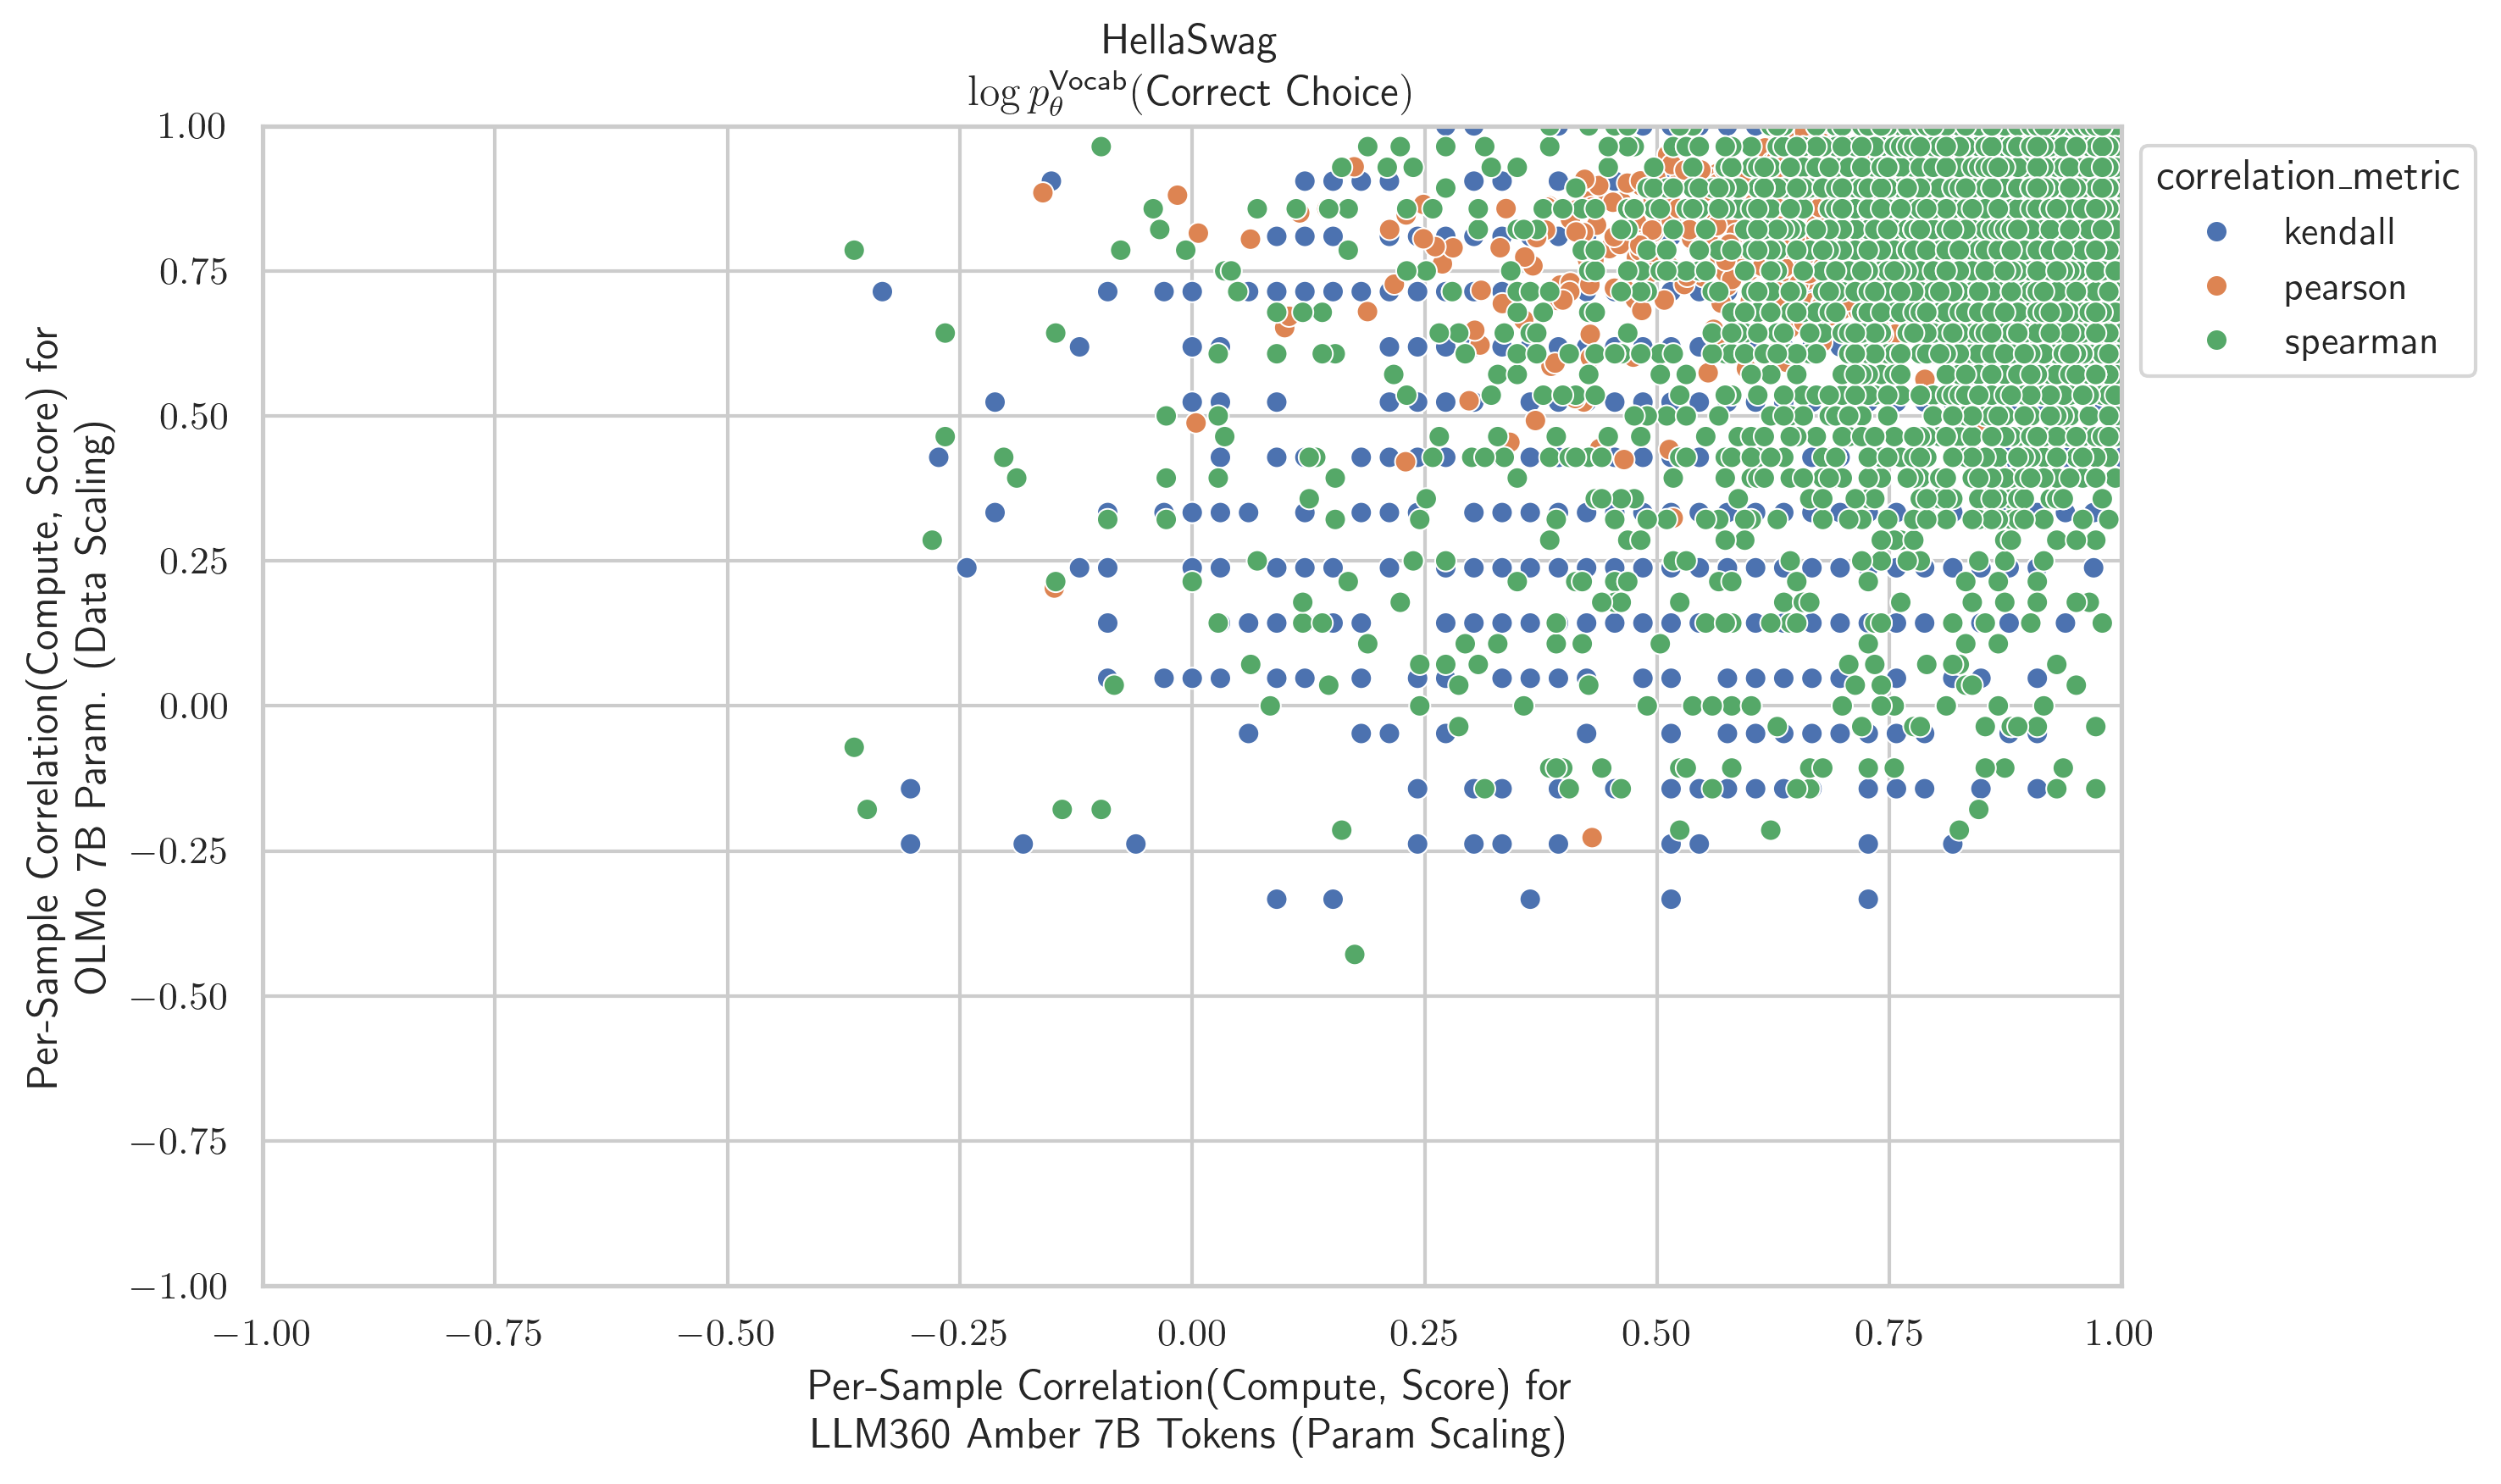 HellaSwag
log p_θ^Vocab(Correct Choice)
1.00
0.75
0.50
0.25
0.00
−0.25
−0.50
−0.75
−1.00
Per-Sample Correlation(Compute, Score) for
OLMo 7B Param. (Data Scaling)
−1.00 −0.75 −0.50 −0.25 0.00 0.25 0.50 0.75 1.00
Per-Sample Correlation(Compute, Score) for
LLM360 Amber 7B Tokens (Param Scaling)
correlation_metric
kendall
pearson
spearman